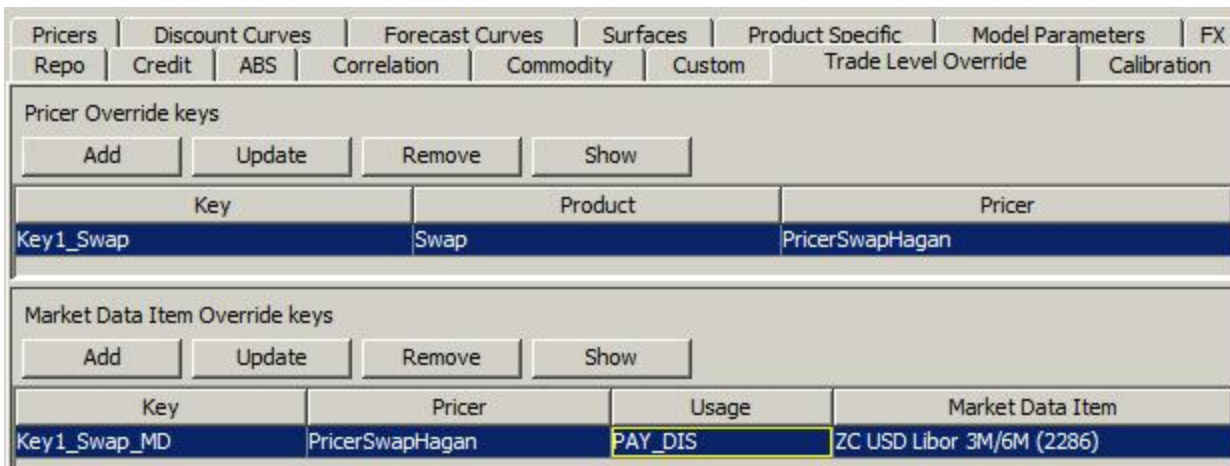 Pricers Discount Curves Forecast Curves Surfaces Product Specific Model Parameters FX
Repo Credit ABS Correlation Commodity Custom Trade Level Override Calibration
Pricer Override keys
Add Update Remove Show
Key Product Pricer
Key1_Swap Swap PricerSwapHagan
Market Data Item Override keys
Add Update Remove Show
Key Pricer Usage Market Data Item
Key1_Swap_MD PricerSwapHagan PAY_DIS ZC USD Libor 3M/6M (2286)